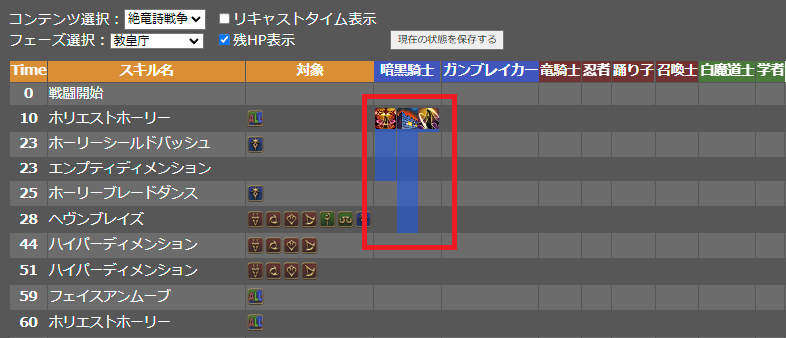 コンテンツ選択：絶竜詩戦争 リキャストタイム表示
フェーズ選択：教皇庁 残HP表示 現在の状態を保存する
Time スキル名 対象 暗黒騎士 ガンブレイカー 竜騎士 忍者 踊り子 召喚士 白魔道士 学者
0 戦闘開始
10 ホリエストホーリー ALL
23 ホーリーシールドバッシュ
23 エンプティディメンション
25 ホーリーブレードダンス
28 ヘヴンブレイズ
44 ハイパーディメンション
51 ハイパーディメンション
59 フェイスアンムーブ ALL
60 ホリエストホーリー ALL